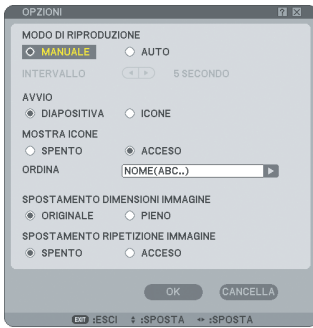 OPZIONI
MODO DI RIPRODUZIONE
MANUALE AUTO
INTERVALLO 5 SECONDO
AVVIO
DIAPOSITIVA ICONE
MOSTRA ICONE
SPENTO ACCESO
ORDINA NOME(ABC..)
SPOSTAMENTO DIMENSIONI IMMAGINE
ORIGINALE PIENO
SPOSTAMENTO RIPETIZIONE IMMAGINE
SPENTO ACCESO
OK CANCELLA
EXIT :ESCI :SPOSTA :SPOSTA